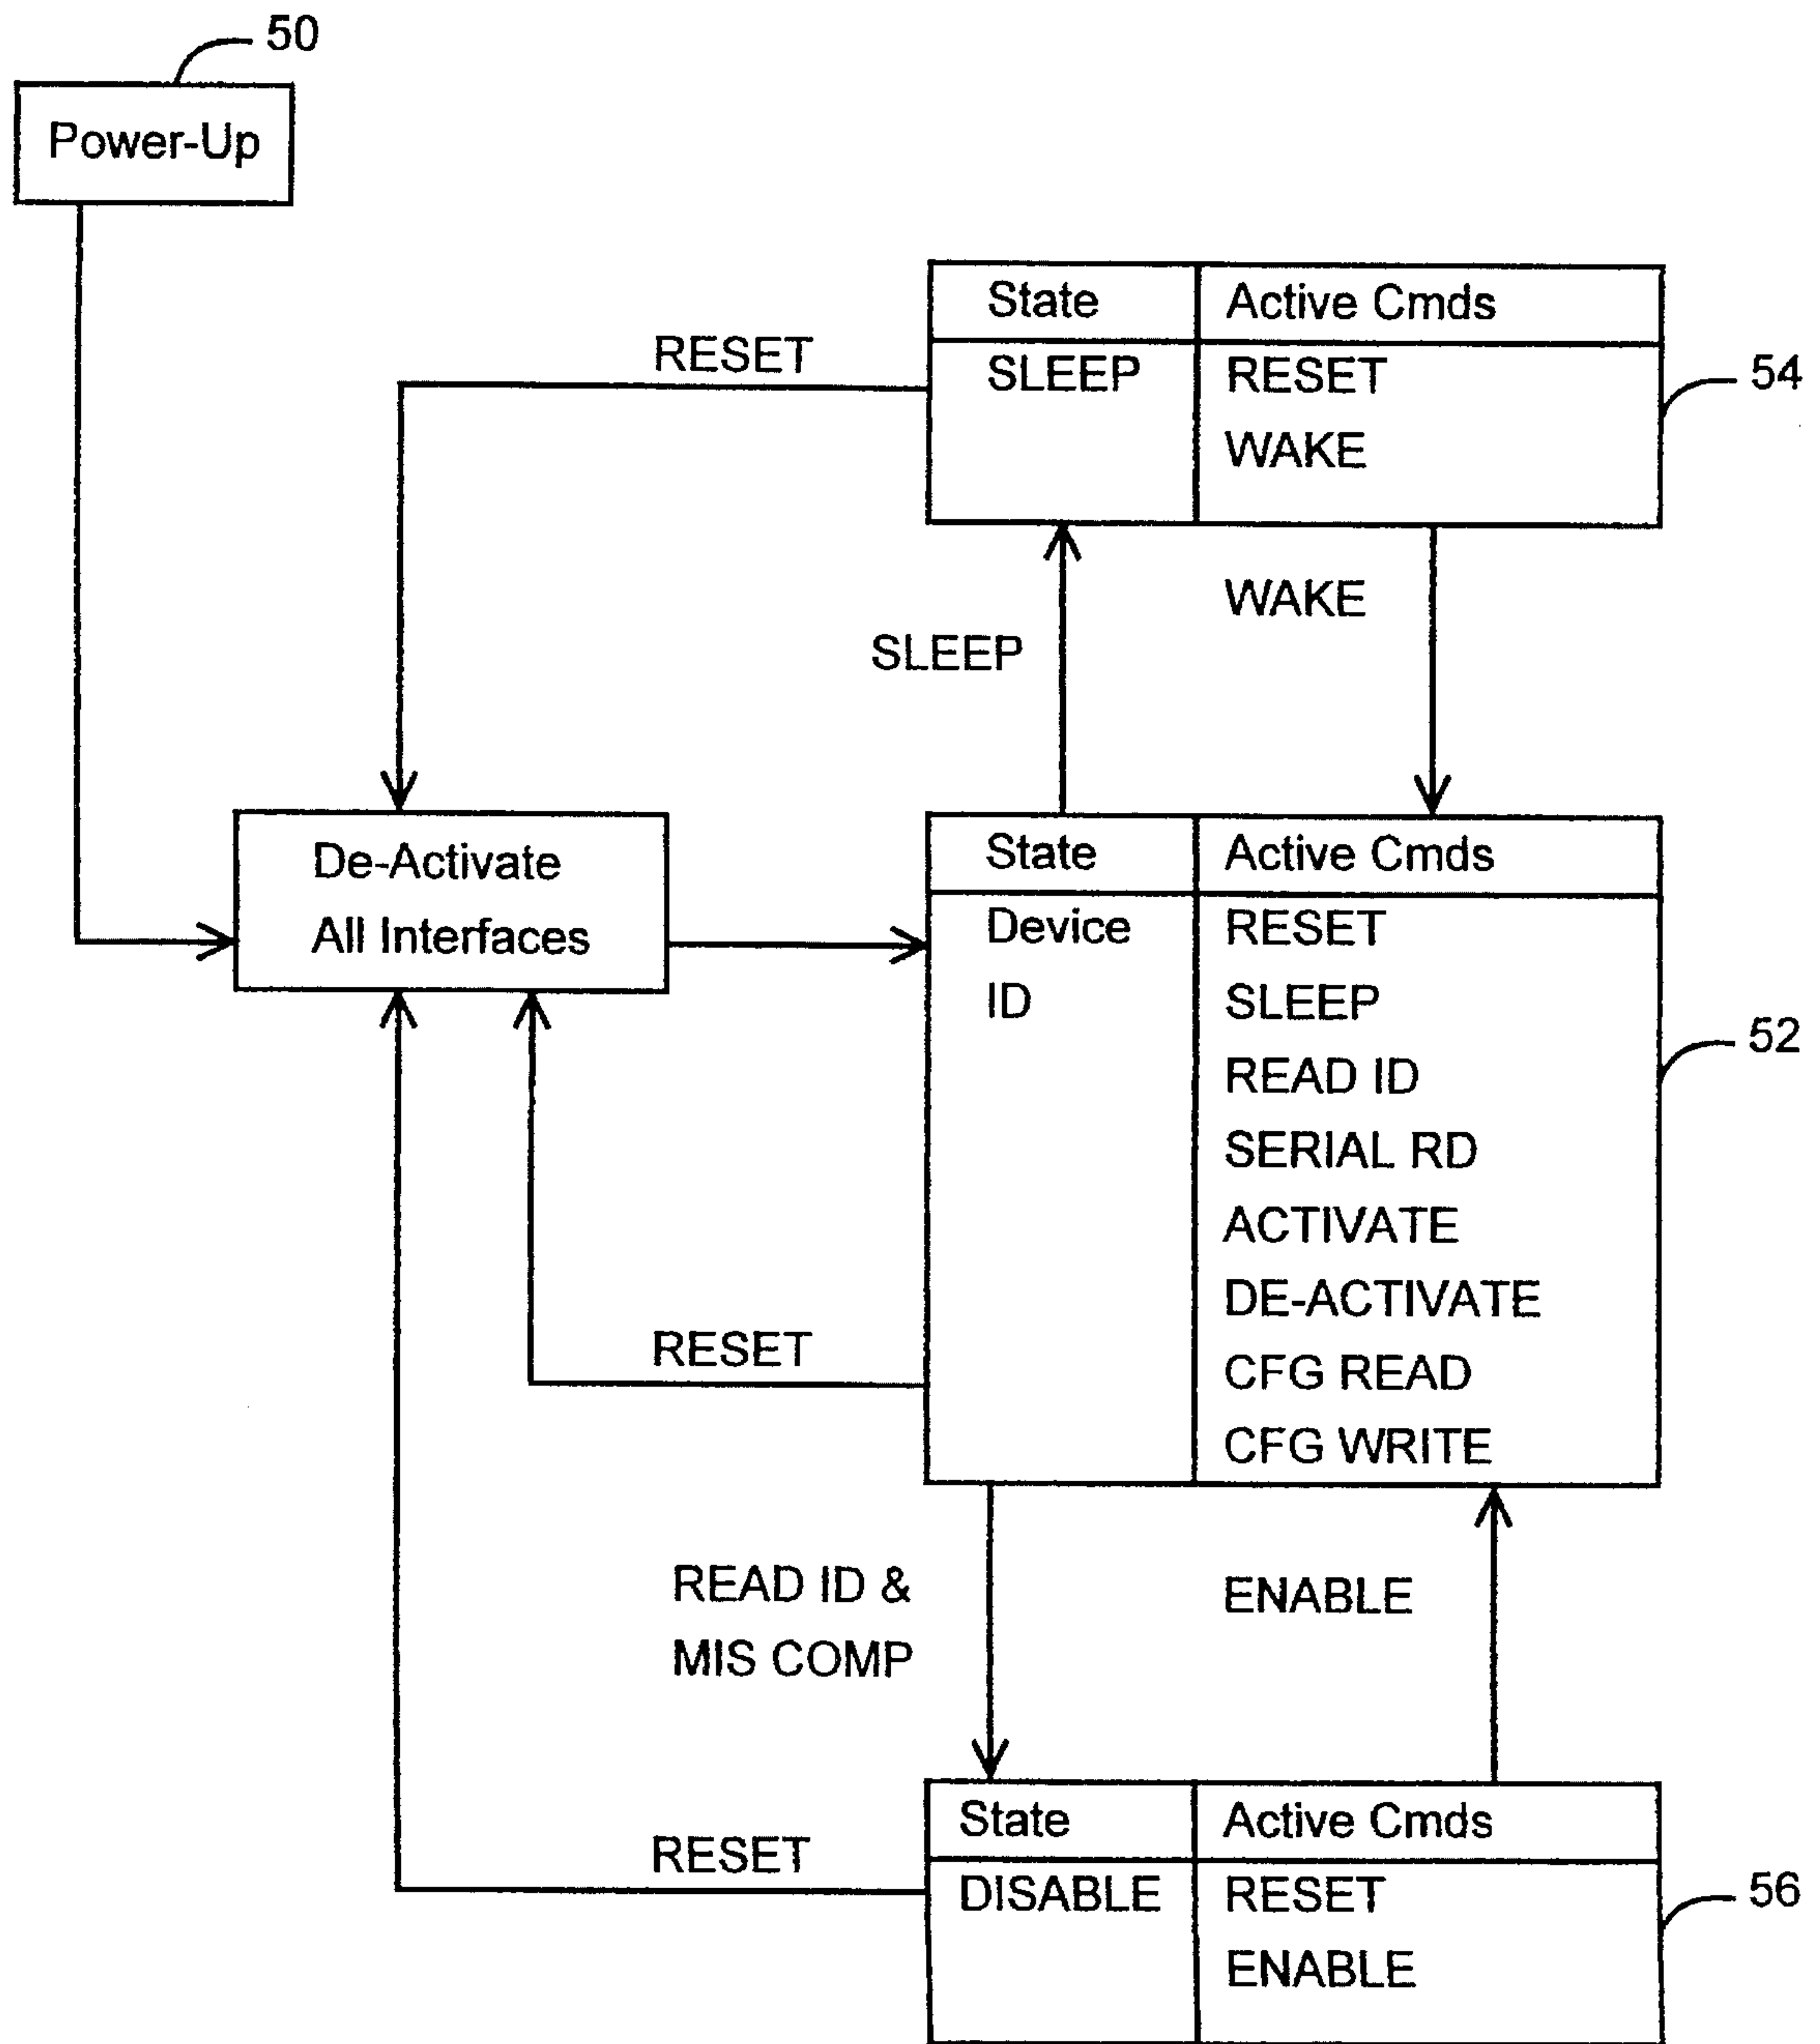 50
Power-Up
State Active Cmds
RESET
SLEEP RESET
54
WAKE
WAKE
SLEEP
De-Activate
All Interfaces
State Active Cmds
Device RESET
ID SLEEP
52
READ ID
SERIAL RD
ACTIVATE
DE-ACTIVATE
RESET
CFG READ
CFG WRITE
READ ID &
MIS COMP
ENABLE
State Active Cmds
RESET
DISABLE RESET
56
ENABLE